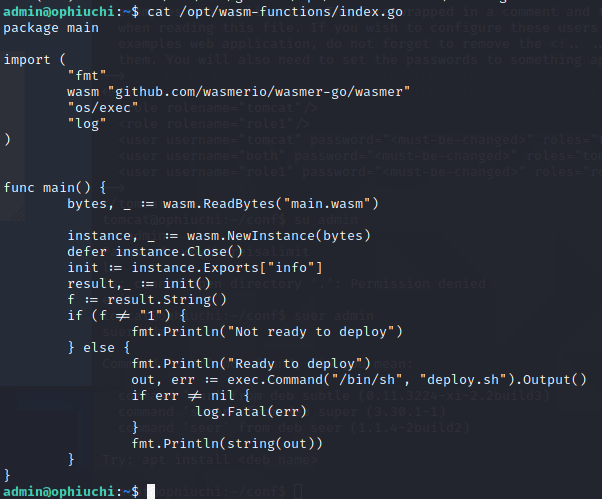 admin@ophiuchi:~$ cat /opt/wasm-functions/index.go
package main

import (
        "fmt"
        wasm "github.com/wasmerio/wasmer-go/wasmer"
        "os/exec"
        "log"
)


func main() {
        bytes, _ := wasm.ReadBytes("main.wasm")

        instance, _ := wasm.NewInstance(bytes)
        defer instance.Close()
        init := instance.Exports["info"]
        result,_ := init()
        f := result.String()
        if (f != "1") {
                fmt.Println("Not ready to deploy")
        } else {
                fmt.Println("Ready to deploy")
                out, err := exec.Command("/bin/sh", "deploy.sh").Output()
                if err != nil {
                        log.Fatal(err)
                }
                fmt.Println(string(out))
        }
}
admin@ophiuchi:~$